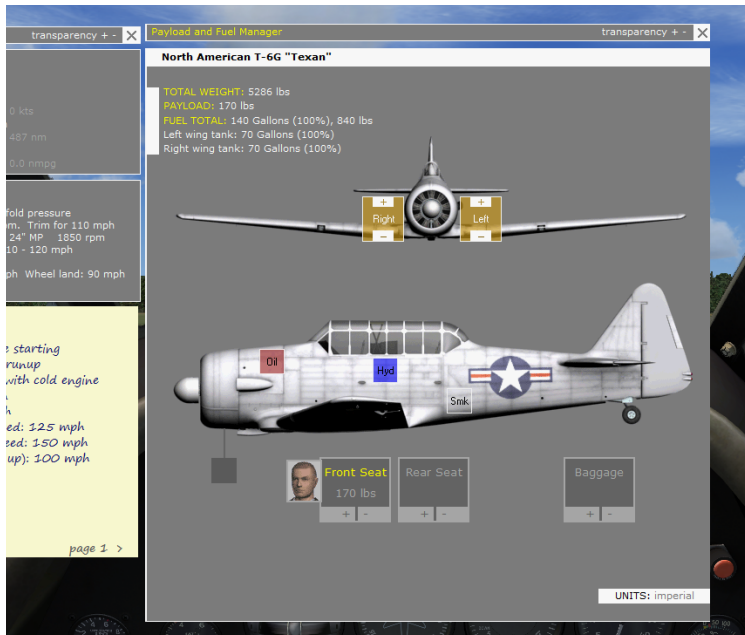 transparency + -
0 kts
487 nm
0.0 nmpg
fold pressure
om. Trim for 110 mph
24" MP 1850 rpm
10 - 120 mph
ph Wheel land: 90 mph
e starting
runup
with cold engine
h
ed: 125 mph
eed: 150 mph
up): 100 mph
page 1 >
Payload and Fuel Manager
transparency + -
North American T-6G "Texan"
TOTAL WEIGHT: 5286 lbs
PAYLOAD: 170 lbs
FUEL TOTAL: 140 Gallons (100%), 840 lbs
Left wing tank: 70 Gallons (100%)
Right wing tank: 70 Gallons (100%)
+ +
Right Left
- -
Oil
Hyd
Smk
Front Seat Rear Seat Baggage
170 lbs
+ - + - + -
UNITS: imperial